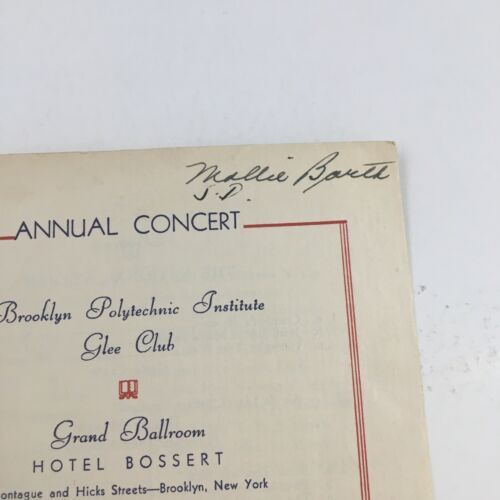 Mollie Barth
S.P.
ANNUAL CONCERT
Brooklyn Polytechnic Institute
Glee Club
Grand Ballroom
HOTEL BOSSERT
ontague and Hicks Streets—Brooklyn, New York